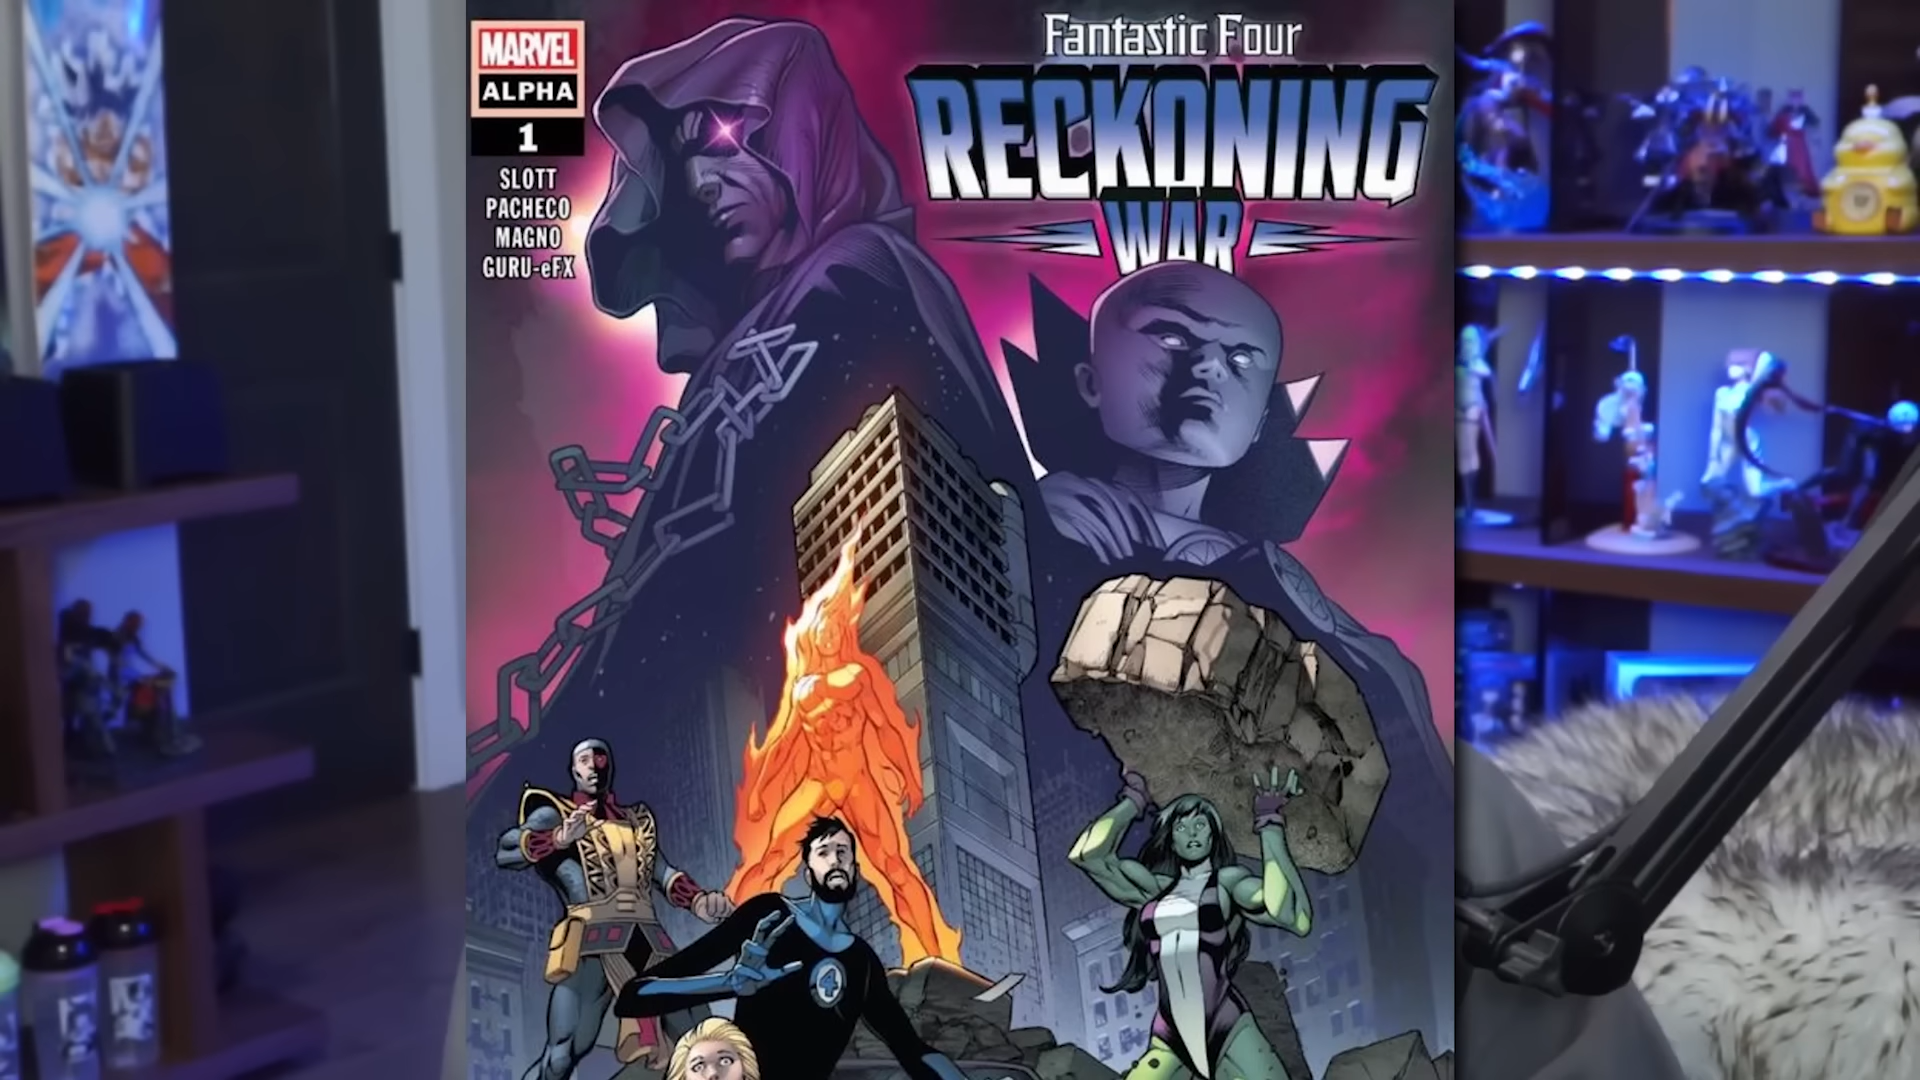 MARVEL
ALPHA
1
SLOTT
PACHECO
MAGNO
GURU-eFX
Fantastic Four
RECKONING
WAR
4